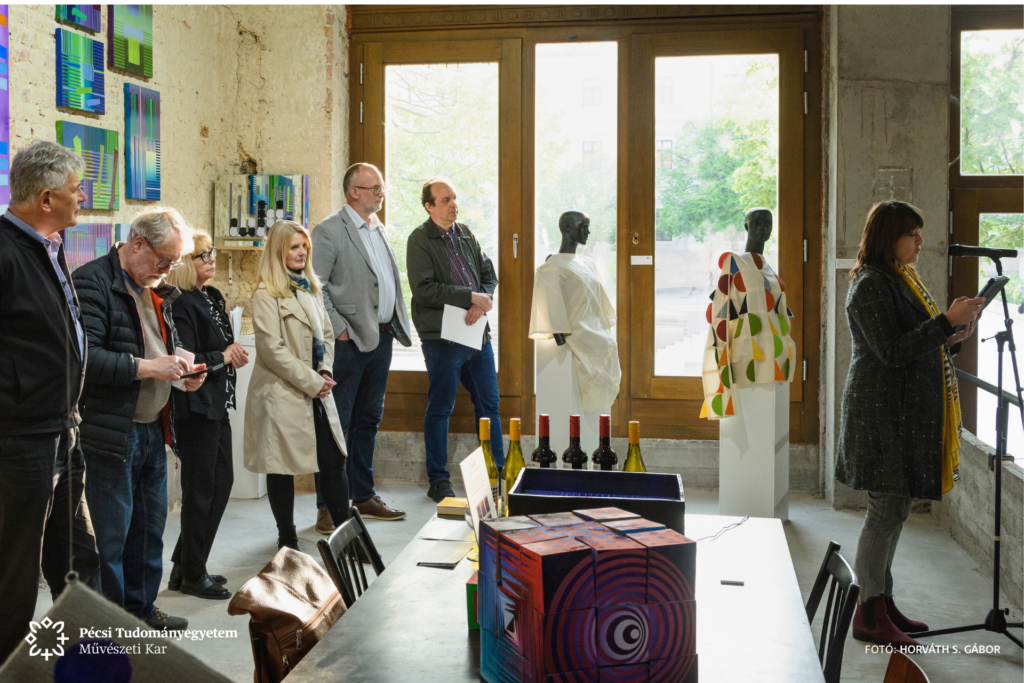 Pécsi Tudományegyetem
Művészeti Kar
FOTÓ: HORVÁTH S. GÁBOR